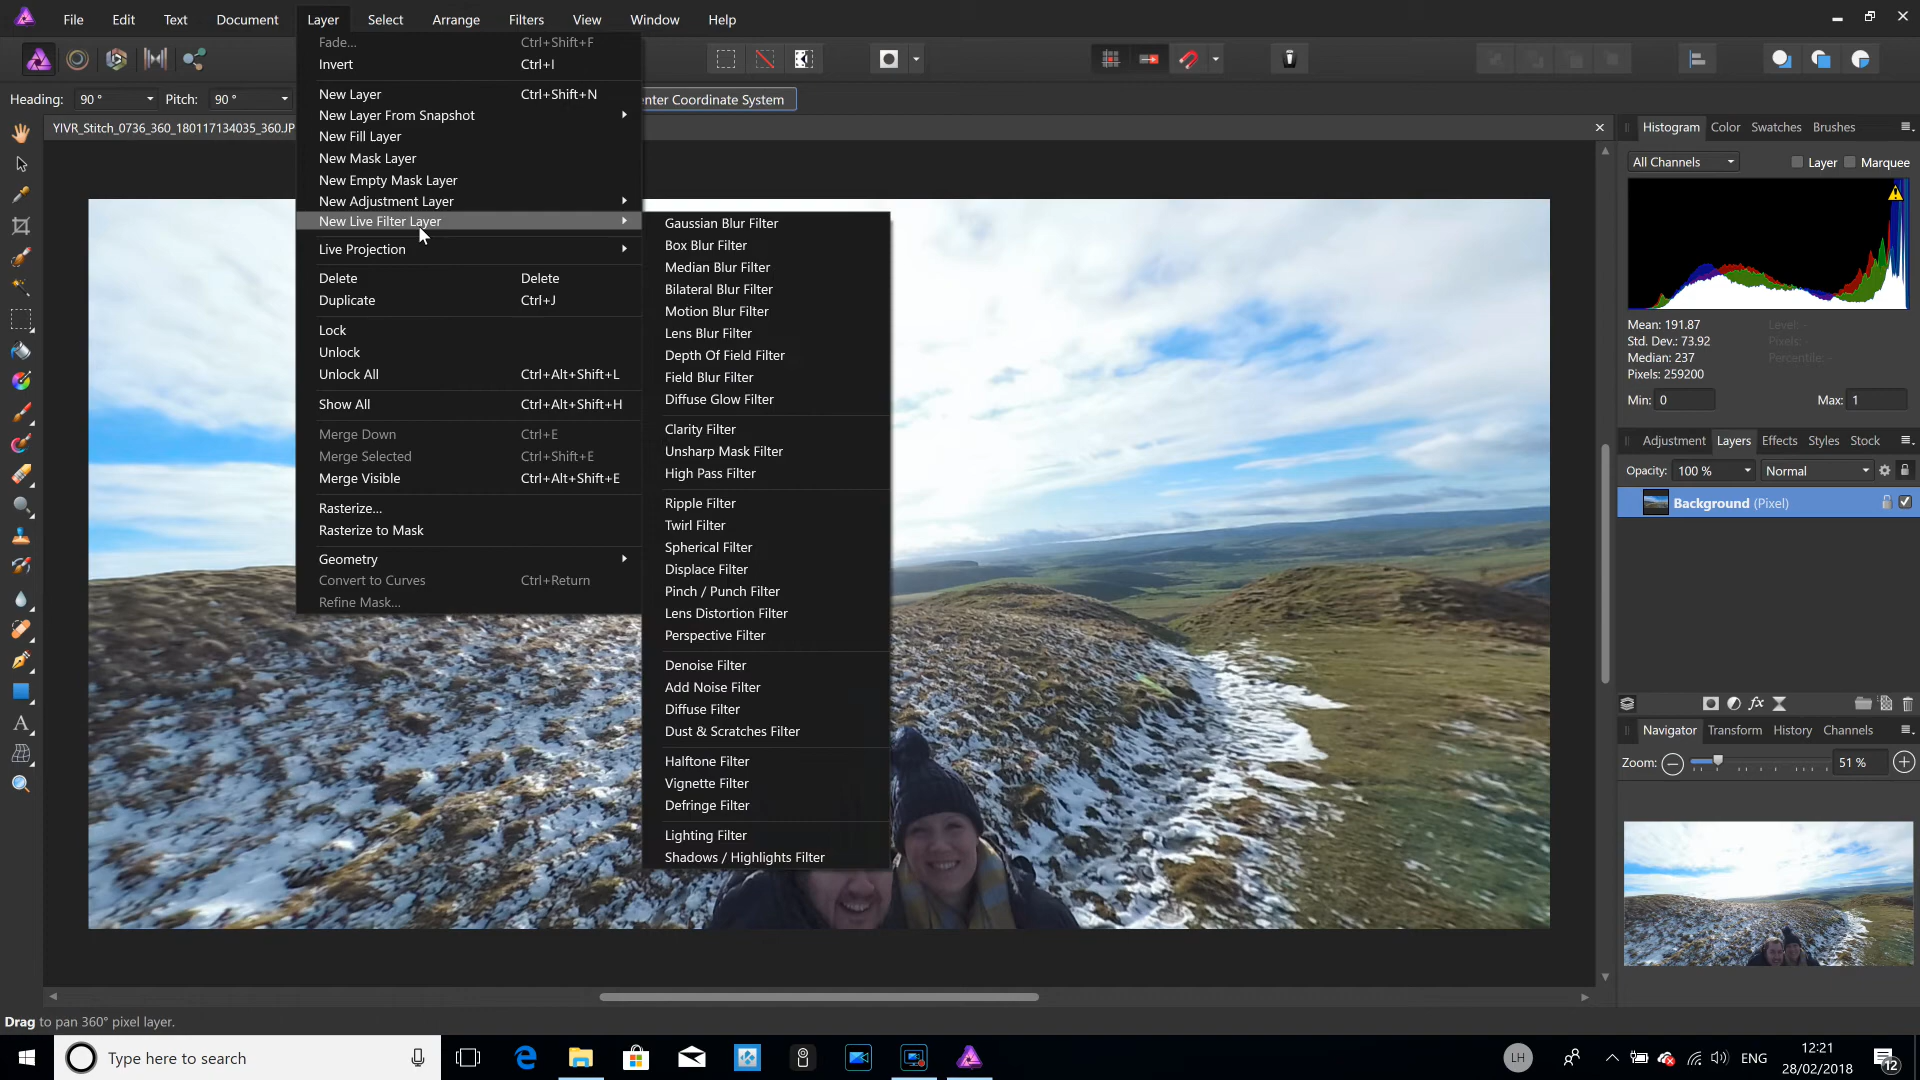 File Edit Text Document Layer Select Arrange Filters View Window Help
Heading: 90 ° Pitch: 90 ° enter Coordinate System
YIVR_Stitch_0736_360_180117134035_360.JP
Fade... Ctrl+Shift+F
Invert Ctrl+I
New Layer Ctrl+Shift+N
New Layer From Snapshot
New Fill Layer
New Mask Layer
New Empty Mask Layer
New Adjustment Layer
New Live Filter Layer
Live Projection
Delete Delete
Duplicate Ctrl+J
Lock
Unlock
Unlock All Ctrl+Alt+Shift+L
Show All Ctrl+Alt+Shift+H
Merge Down Ctrl+E
Merge Selected Ctrl+Shift+E
Merge Visible Ctrl+Alt+Shift+E
Rasterize...
Rasterize to Mask
Geometry
Convert to Curves Ctrl+Return
Refine Mask...
Gaussian Blur Filter
Box Blur Filter
Median Blur Filter
Bilateral Blur Filter
Motion Blur Filter
Lens Blur Filter
Depth Of Field Filter
Field Blur Filter
Diffuse Glow Filter
Clarity Filter
Unsharp Mask Filter
High Pass Filter
Ripple Filter
Twirl Filter
Spherical Filter
Displace Filter
Pinch / Punch Filter
Lens Distortion Filter
Perspective Filter
Denoise Filter
Add Noise Filter
Diffuse Filter
Dust & Scratches Filter
Halftone Filter
Vignette Filter
Defringe Filter
Lighting Filter
Shadows / Highlights Filter
Histogram Color Swatches Brushes
All Channels Layer Marquee
Mean: 191.87 Level: -
Std. Dev.: 73.92 Pixels: -
Median: 237 Percentile: -
Pixels: 259200
Min: 0 Max: 1
Adjustment Layers Effects Styles Stock
Opacity: 100 % Normal
Background (Pixel)
fx
Navigator Transform History Channels
Zoom: 51 %
Drag to pan 360° pixel layer.
Type here to search
LH ENG 12:21
28/02/2018
12